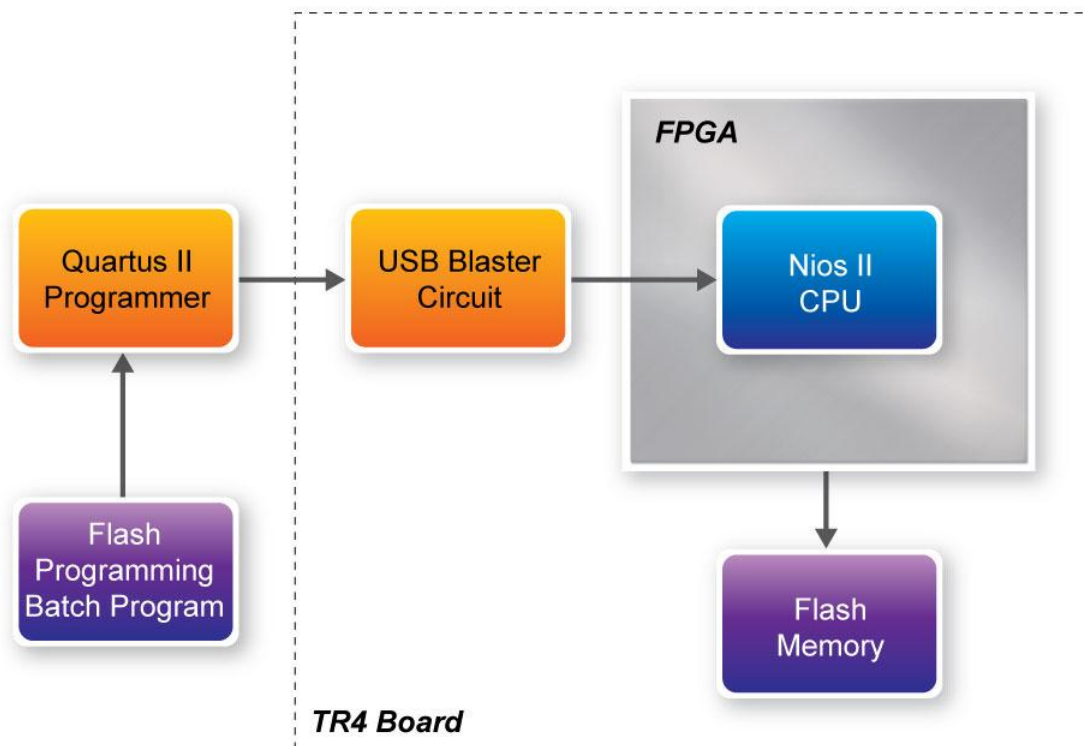 FPGA
Quartus II
Programmer
USB Blaster
Circuit
Nios II
CPU
Flash
Programming
Batch Program
Flash
Memory
TR4 Board